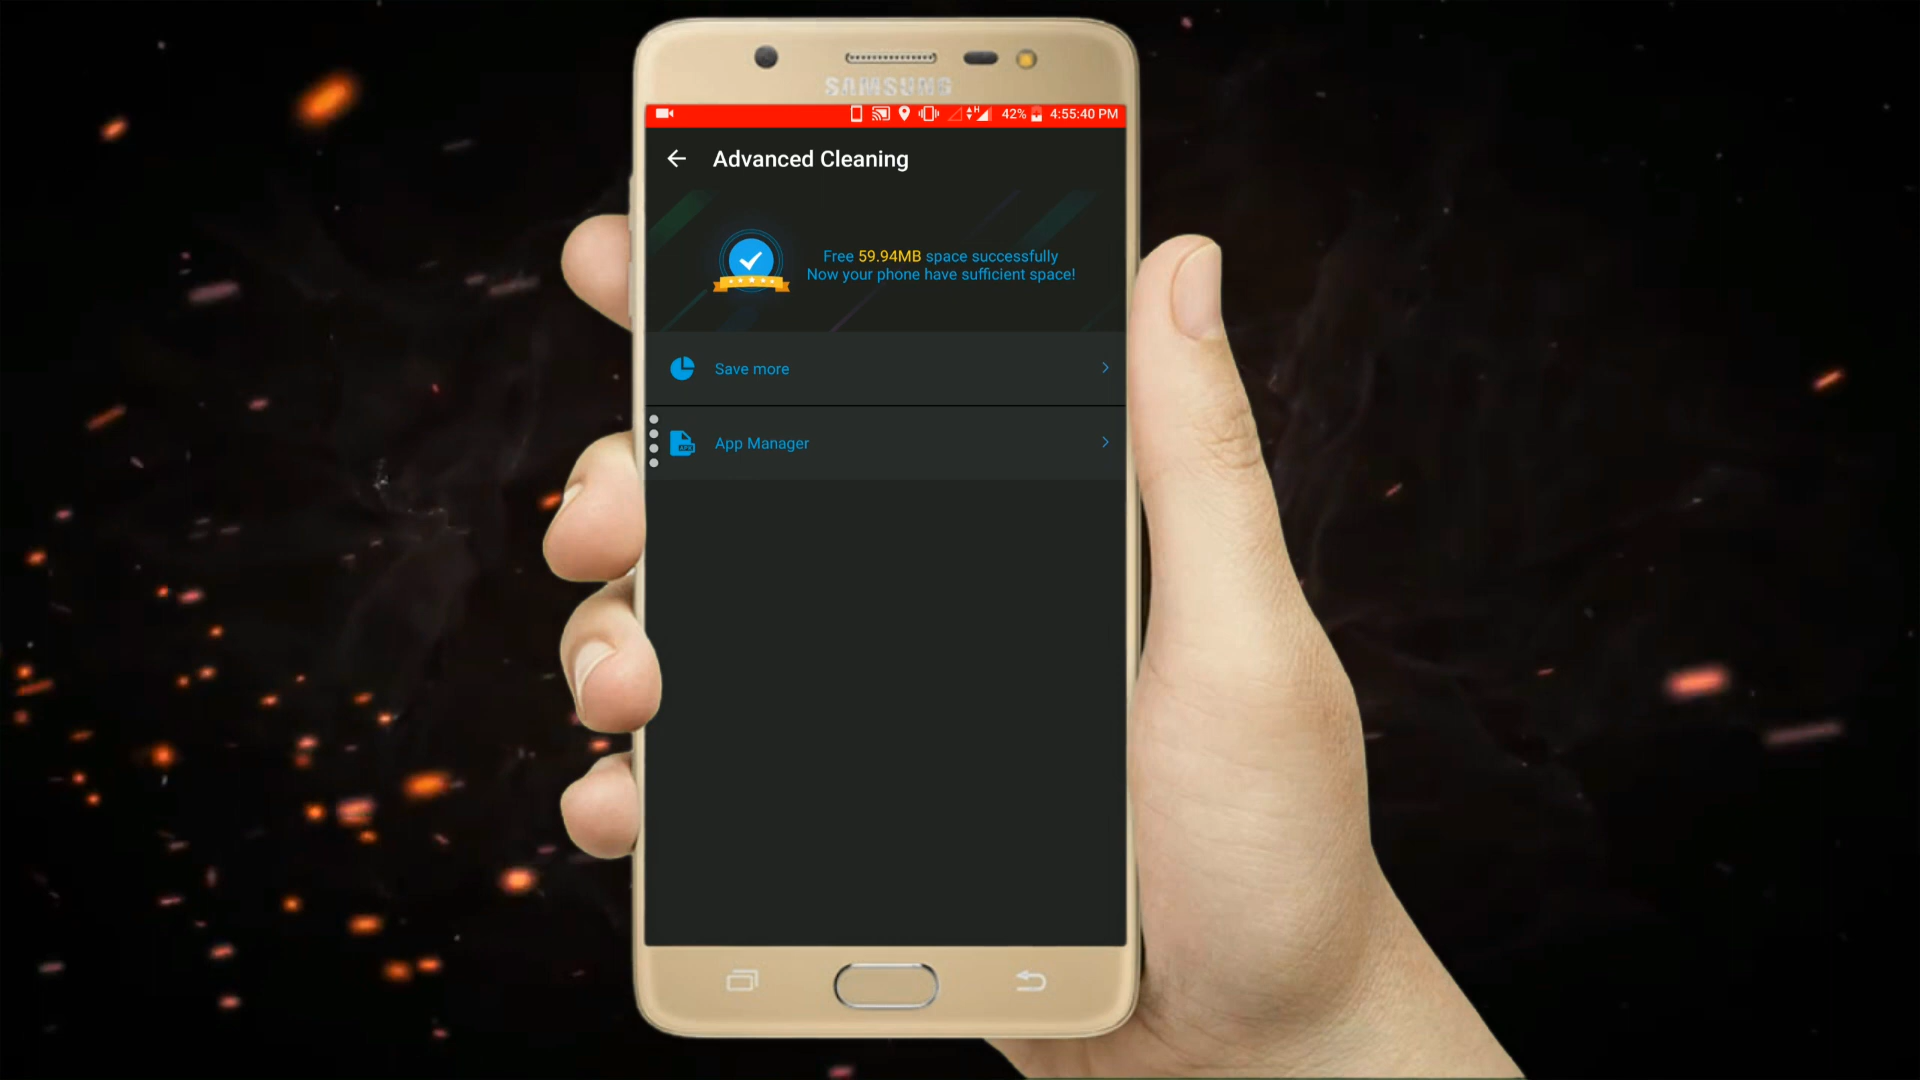 SAMSUNG
42% 4:55:40 PM
Advanced Cleaning
Free 59.94MB space successfully
Now your phone have sufficient space!
Save more
App Manager